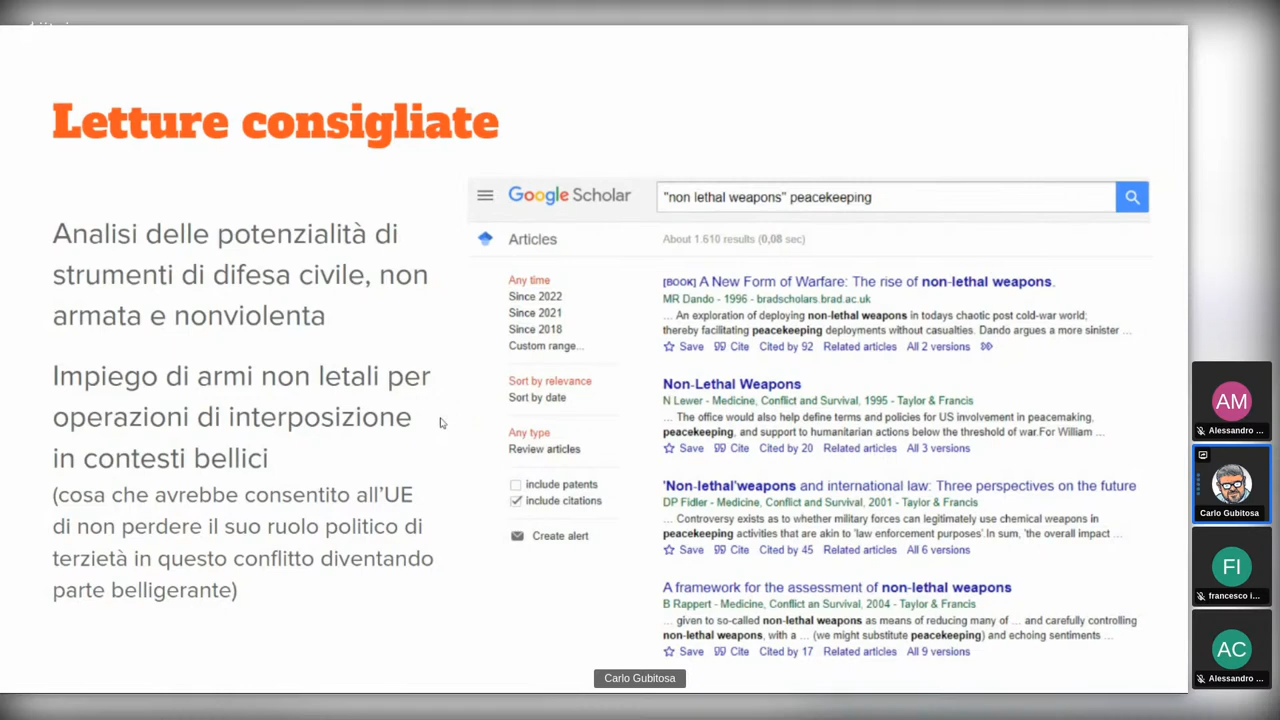 Letture consigliate
Analisi delle potenzialità di
strumenti di difesa civile, non
armata e nonviolenta
Impiego di armi non letali per
operazioni di interposizione
in contesti bellici
(cosa che avrebbe consentito all'UE
di non perdere il suo ruolo politico di
terzietà in questo conflitto diventando
parte belligerante)
Google Scholar
"non lethal weapons" peacekeeping
Articles
About 1.610 results (0,08 sec)
Any time
Since 2022
Since 2021
Since 2018
Custom range...
Sort by relevance
Sort by date
Any type
Review articles
include patents
include citations
Create alert
[BOOK] A New Form of Warfare: The rise of non-lethal weapons.
MR Dando - 1996 - bradscholars.brad.ac.uk
... An exploration of deploying non-lethal weapons in todays chaotic post cold-war world;
thereby facilitating peacekeeping deployments without casualties. Dando argues a more sinister ...
Save Cite Cited by 92 Related articles All 2 versions
Non-Lethal Weapons
N Lewer - Medicine, Conflict and Survival, 1995 - Taylor & Francis
... The office would also help define terms and policies for US involvement in peacemaking,
peacekeeping, and support to humanitarian actions below the threshold of war.For William ...
Save Cite Cited by 20 Related articles All 3 versions
'Non-lethal'weapons and international law: Three perspectives on the future
DP Fidler - Medicine, Conflict and Survival, 2001 - Taylor & Francis
... Controversy exists as to whether military forces can legitimately use chemical weapons in
peacekeeping activities that are akin to 'law enforcement purposes'.In sum, 'the overall impact ...
Save Cite Cited by 45 Related articles All 6 versions
A framework for the assessment of non-lethal weapons
B Rappert - Medicine, Conflict an Survival, 2004 - Taylor & Francis
... given to so-called non-lethal weapons as means of reducing many of ... and carefully controlling
non-lethal weapons, with a ... (we might substitute peacekeeping) and echoing sentiments ...
Save Cite Cited by 17 Related articles All 9 versions
Carlo Gubitosa
AM
Alessandro ...
Carlo Gubitosa
FI
francesco i...
AC
Alessandro ...